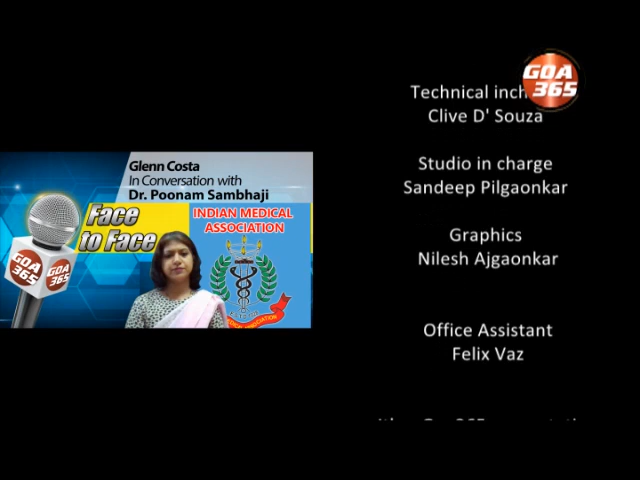 GOA
365
Technical inch
Clive D' Souza
Studio in charge
Sandeep Pilgaonkar
Graphics
Nilesh Ajgaonkar
Office Assistant
Felix Vaz
Glenn Costa
In Conversation with
Dr. Poonam Sambhaji
Face
to Face
INDIAN MEDICAL
ASSOCIATION
GOA
365
GOA
365
ASSOCIATION